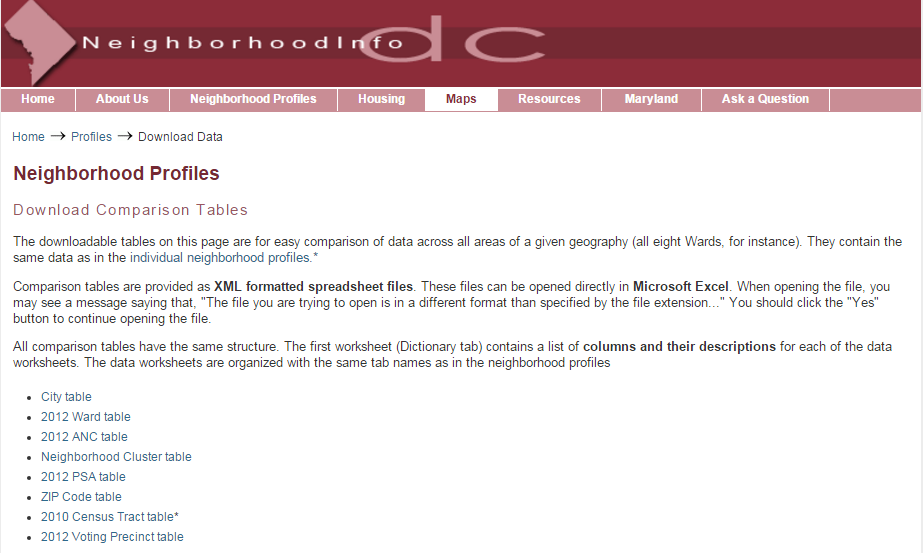 NeighborhoodInfo dc
Home About Us Neighborhood Profiles Housing Maps Resources Maryland Ask a Question
Home → Profiles → Download Data
Neighborhood Profiles
Download Comparison Tables
The downloadable tables on this page are for easy comparison of data across all areas of a given geography (all eight Wards, for instance). They contain the
same data as in the individual neighborhood profiles.*
Comparison tables are provided as XML formatted spreadsheet files. These files can be opened directly in Microsoft Excel. When opening the file, you
may see a message saying that, "The file you are trying to open is in a different format than specified by the file extension..." You should click the "Yes"
button to continue opening the file.
All comparison tables have the same structure. The first worksheet (Dictionary tab) contains a list of columns and their descriptions for each of the data
worksheets. The data worksheets are organized with the same tab names as in the neighborhood profiles
• City table
• 2012 Ward table
• 2012 ANC table
• Neighborhood Cluster table
• 2012 PSA table
• ZIP Code table
• 2010 Census Tract table*
• 2012 Voting Precinct table